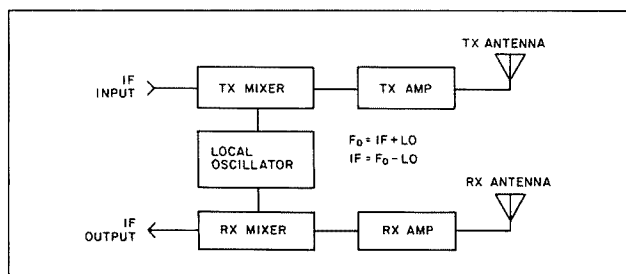 TX ANTENNA
IF
INPUT
TX MIXER
TX AMP
LOCAL
OSCILLATOR
F₀ = IF + LO
IF = F₀ − LO
RX ANTENNA
IF
OUTPUT
RX MIXER
RX AMP